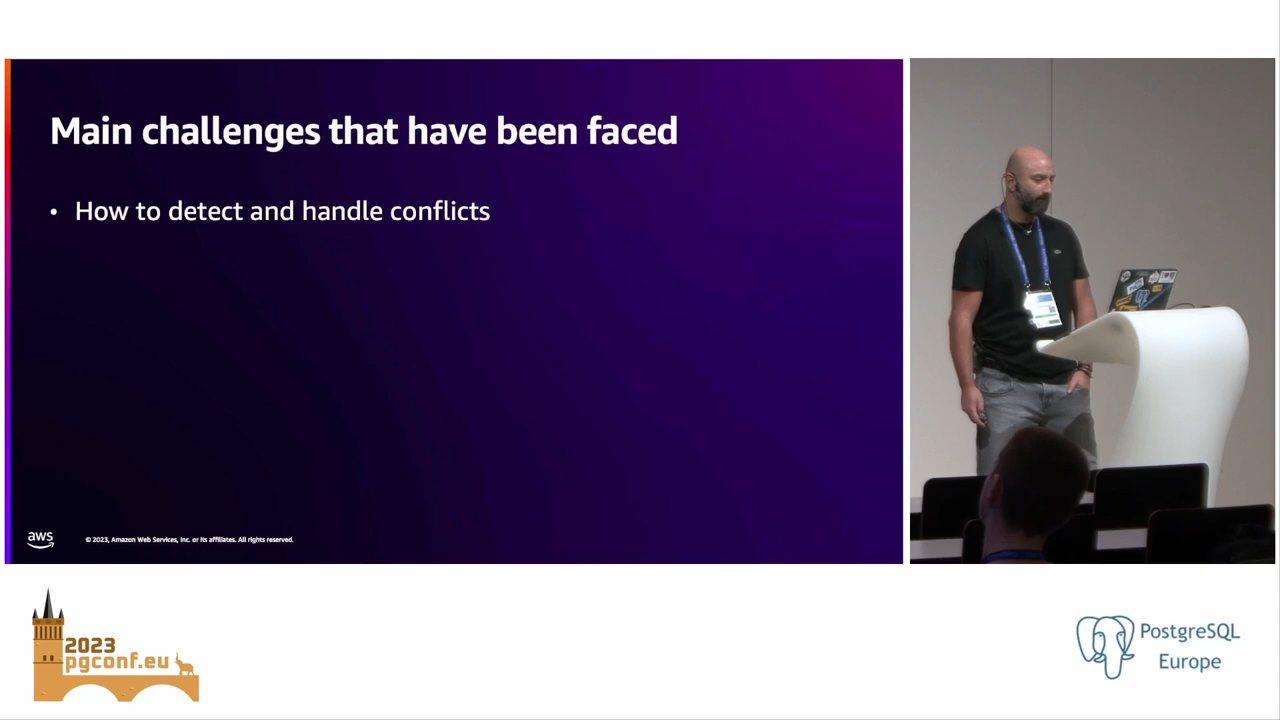 Main challenges that have been faced
• How to detect and handle conflicts
aws
© 2023, Amazon Web Services, Inc. or its affiliates. All rights reserved.
2023
pgconf.eu
PostgreSQL
Europe